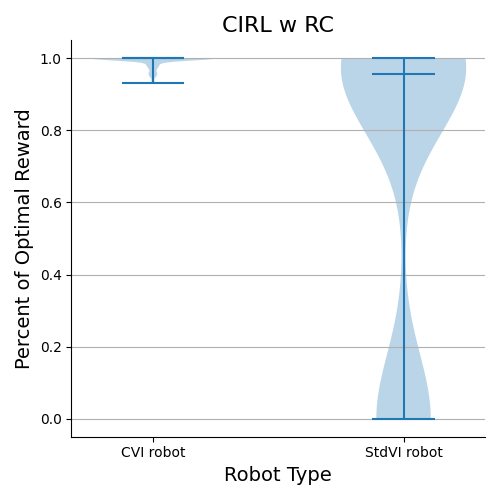 CIRL w RC
Percent of Optimal Reward
1.0
0.8
0.6
0.4
0.2
0.0
CVI robot
StdVI robot
Robot Type